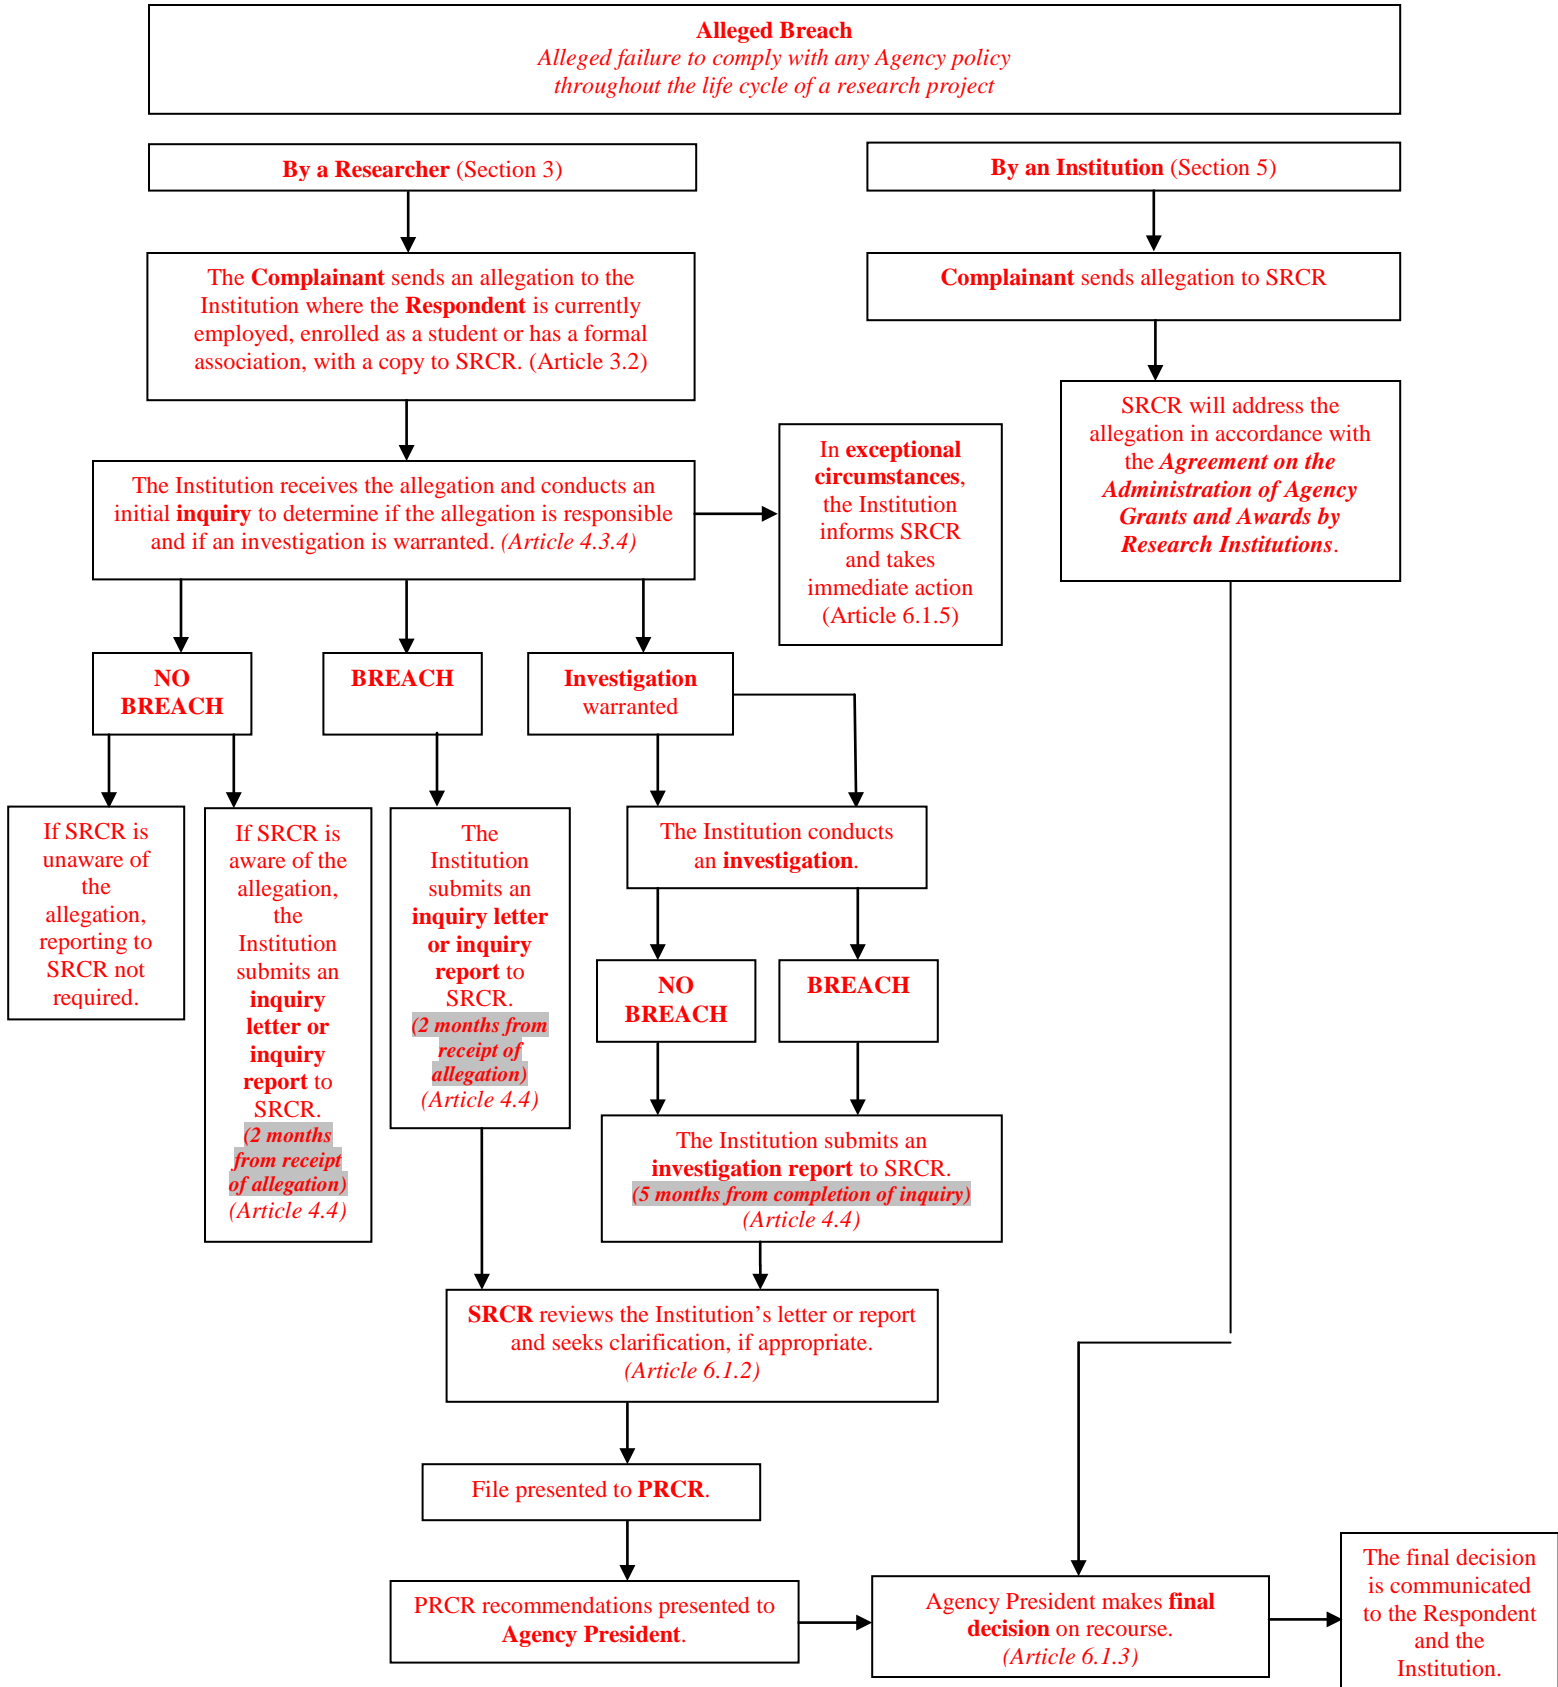 Alleged Breach
Alleged failure to comply with any Agency policy
throughout the life cycle of a research project
By a Researcher (Section 3)
By an Institution (Section 5)
The Complainant sends an allegation to the
Institution where the Respondent is currently
employed, enrolled as a student or has a formal
association, with a copy to SRCR. (Article 3.2)
Complainant sends allegation to SRCR
The Institution receives the allegation and conducts an
initial inquiry to determine if the allegation is responsible
and if an investigation is warranted. (Article 4.3.4)
In exceptional
circumstances,
the Institution
informs SRCR
and takes
immediate action
(Article 6.1.5)
SRCR will address the
allegation in accordance with
the Agreement on the
Administration of Agency
Grants and Awards by
Research Institutions.
NO
BREACH
BREACH
Investigation
warranted
If SRCR is
unaware of
the
allegation,
reporting to
SRCR not
required.
If SRCR is
aware of the
allegation,
the
Institution
submits an
inquiry
letter or
inquiry
report to
SRCR.
(2 months
from receipt
of allegation)
(Article 4.4)
The
Institution
submits an
inquiry letter
or inquiry
report to
SRCR.
(2 months from
receipt of
allegation)
(Article 4.4)
The Institution conducts
an investigation.
NO
BREACH
BREACH
The Institution submits an
investigation report to SRCR.
(5 months from completion of inquiry)
(Article 4.4)
SRCR reviews the Institution’s letter or report
and seeks clarification, if appropriate.
(Article 6.1.2)
File presented to PRCR.
PRCR recommendations presented to
Agency President.
Agency President makes final
decision on recourse.
(Article 6.1.3)
The final decision
is communicated
to the Respondent
and the
Institution.